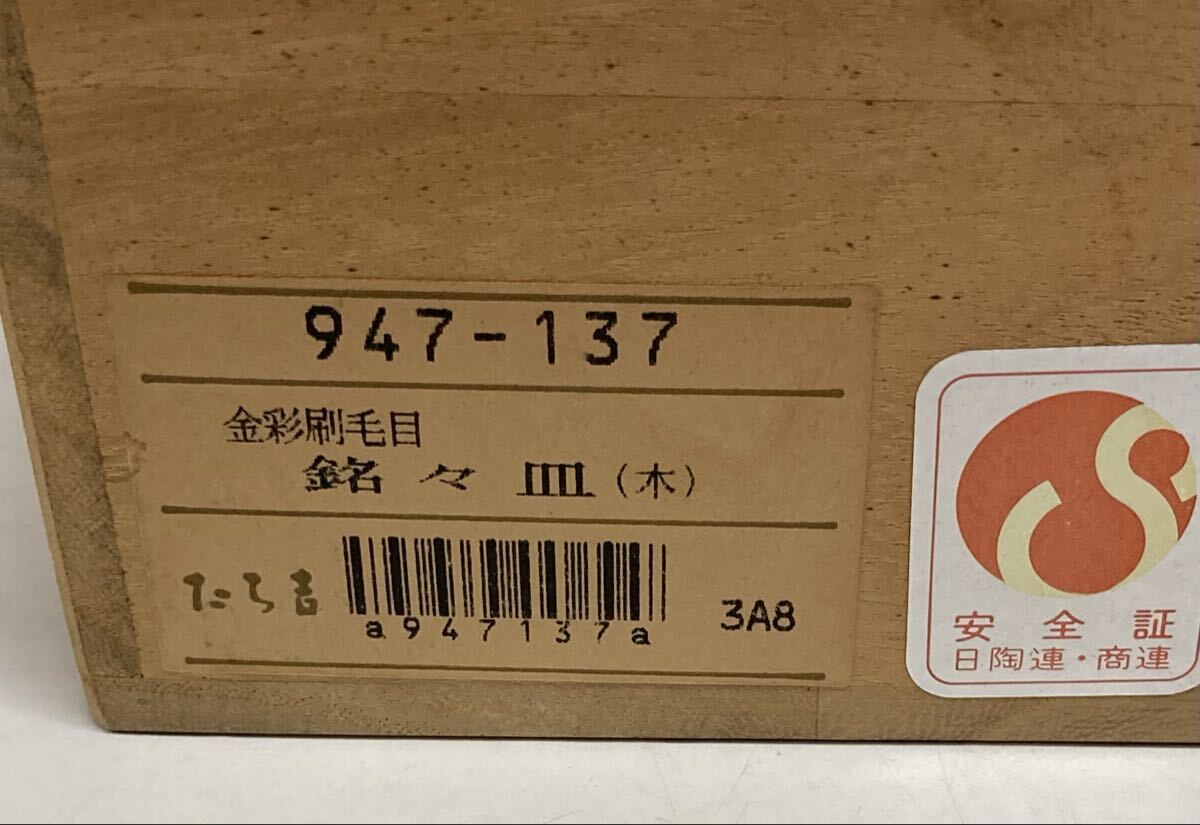 947-137
金彩刷毛目
銘々皿(木)
たち吉
a947137a
3A8
安全証
日陶連・商連